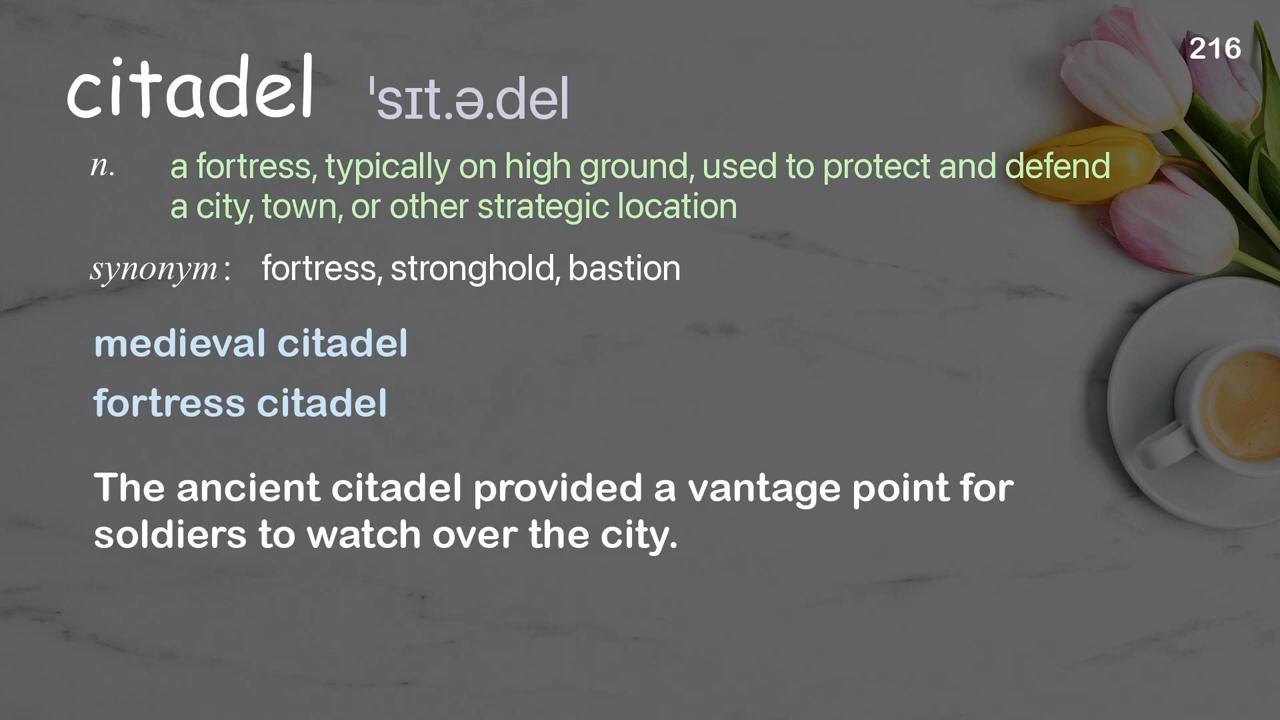 216
citadel ˈsɪt.ə.del
n. a fortress, typically on high ground, used to protect and defend
a city, town, or other strategic location
synonym: fortress, stronghold, bastion
medieval citadel
fortress citadel
The ancient citadel provided a vantage point for
soldiers to watch over the city.